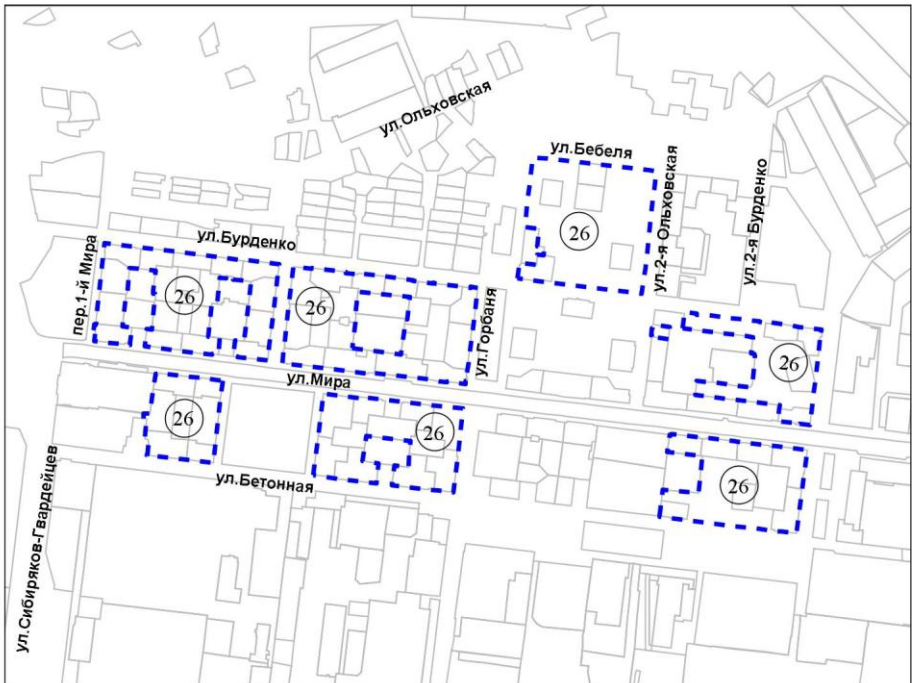 ул.Ольховская
ул.Бебеля
ул.2-я Ольховская
ул.2-я Бурденко
26
ул.Бурденко
пер.1-й Мира
26
26
ул.Горбаня
26
ул.Мира
26
26
26
ул.Бетонная
ул.Сибиряков-Гвардейцев